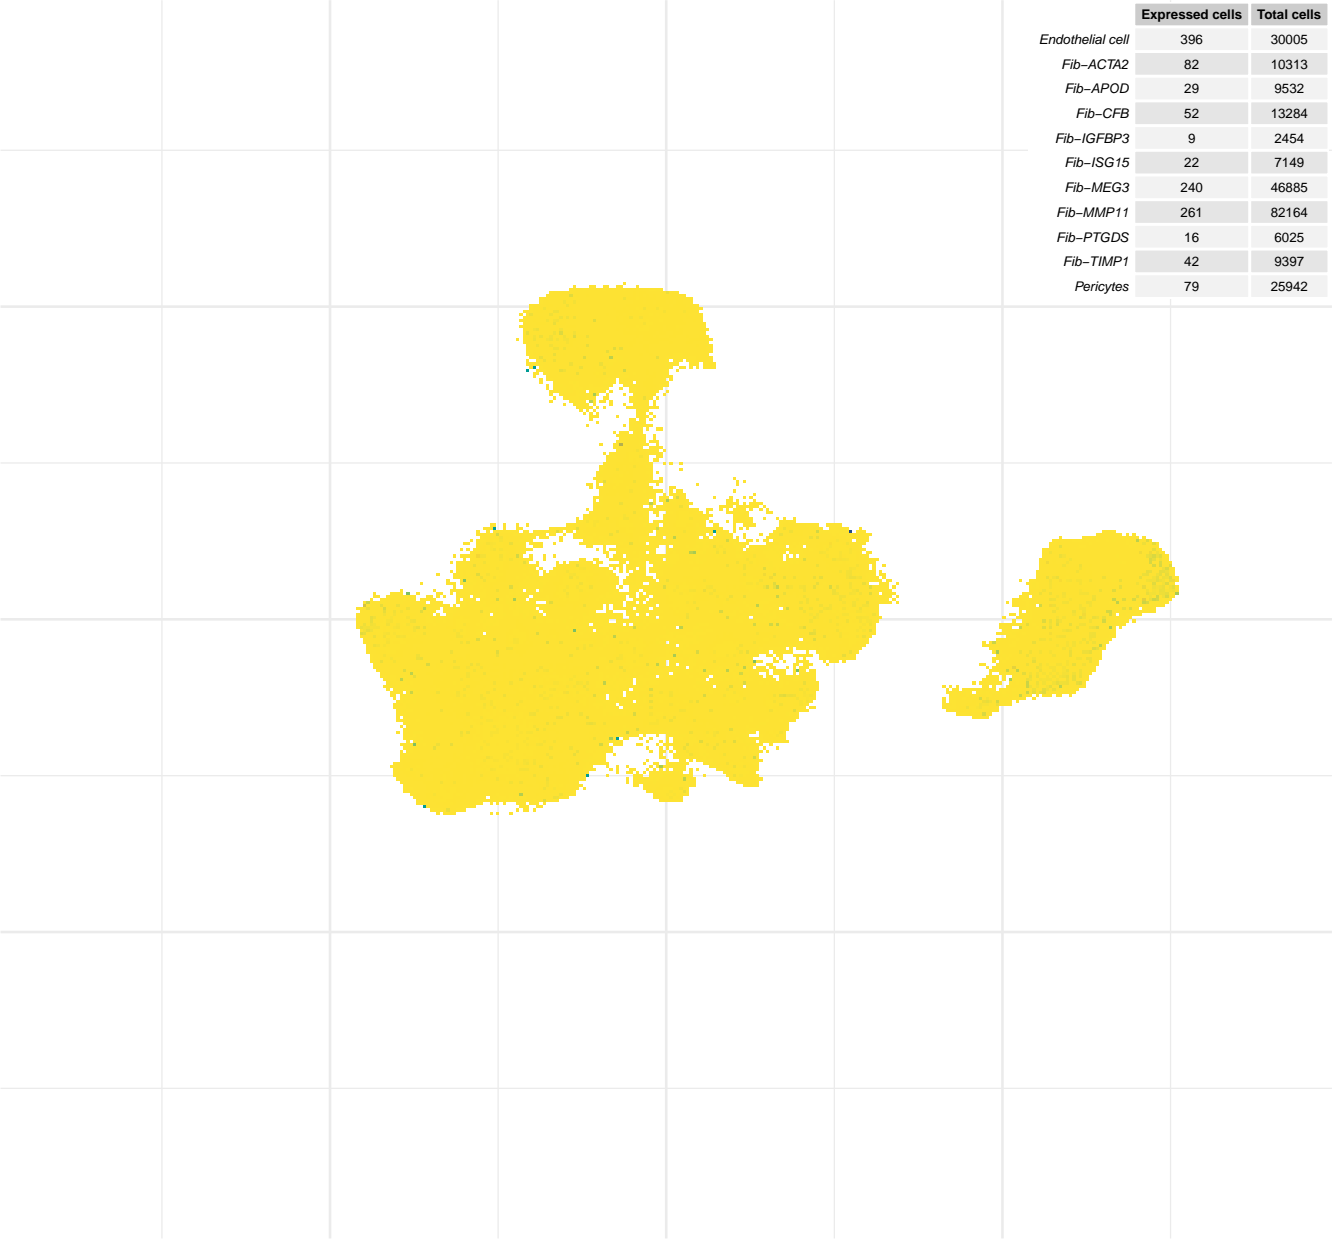 Expressed cells Total cells
Endothelial cell 396 30005
Fib−ACTA2 82 10313
Fib−APOD 29 9532
Fib−CFB 52 13284
Fib−IGFBP3 9 2454
Fib−ISG15 22 7149
Fib−MEG3 240 46885
Fib−MMP11 261 82164
Fib−PTGDS 16 6025
Fib−TIMP1 42 9397
Pericytes 79 25942